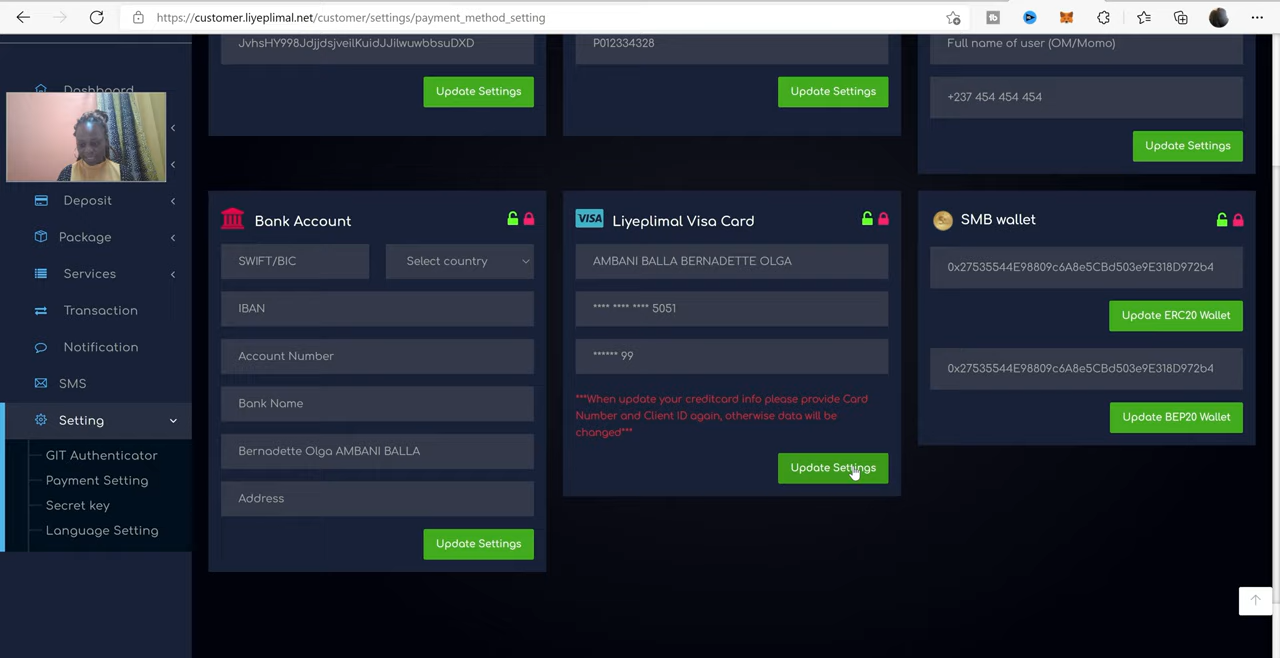 https://customer.liyeplimal.net/customer/settings/payment_method_setting
JvhsHY998JdjjdsjveilKuidJJilwuwbbsuDXD
Update Settings
P012334328
Update Settings
Full name of user (OM/Momo)
+237 454 454 454
Update Settings
Dashboard
Deposit
Package
Services
Transaction
Notification
SMS
Setting
GIT Authenticator
Payment Setting
Secret key
Language Setting
Bank Account
SWIFT/BIC
Select country
IBAN
Account Number
Bank Name
Bernadette Olga AMBANI BALLA
Address
Update Settings
VISA
Liyeplimal Visa Card
AMBANI BALLA BERNADETTE OLGA
**** **** **** 5051
****** 99
***When update your creditcard info please provide Card
Number and Client ID again, otherwise data will be
changed***
Update Settings
SMB wallet
0x27535544E98809c6A8e5CBd503e9E318D972b4
Update ERC20 Wallet
0x27535544E98809c6A8e5CBd503e9E318D972b4
Update BEP20 Wallet